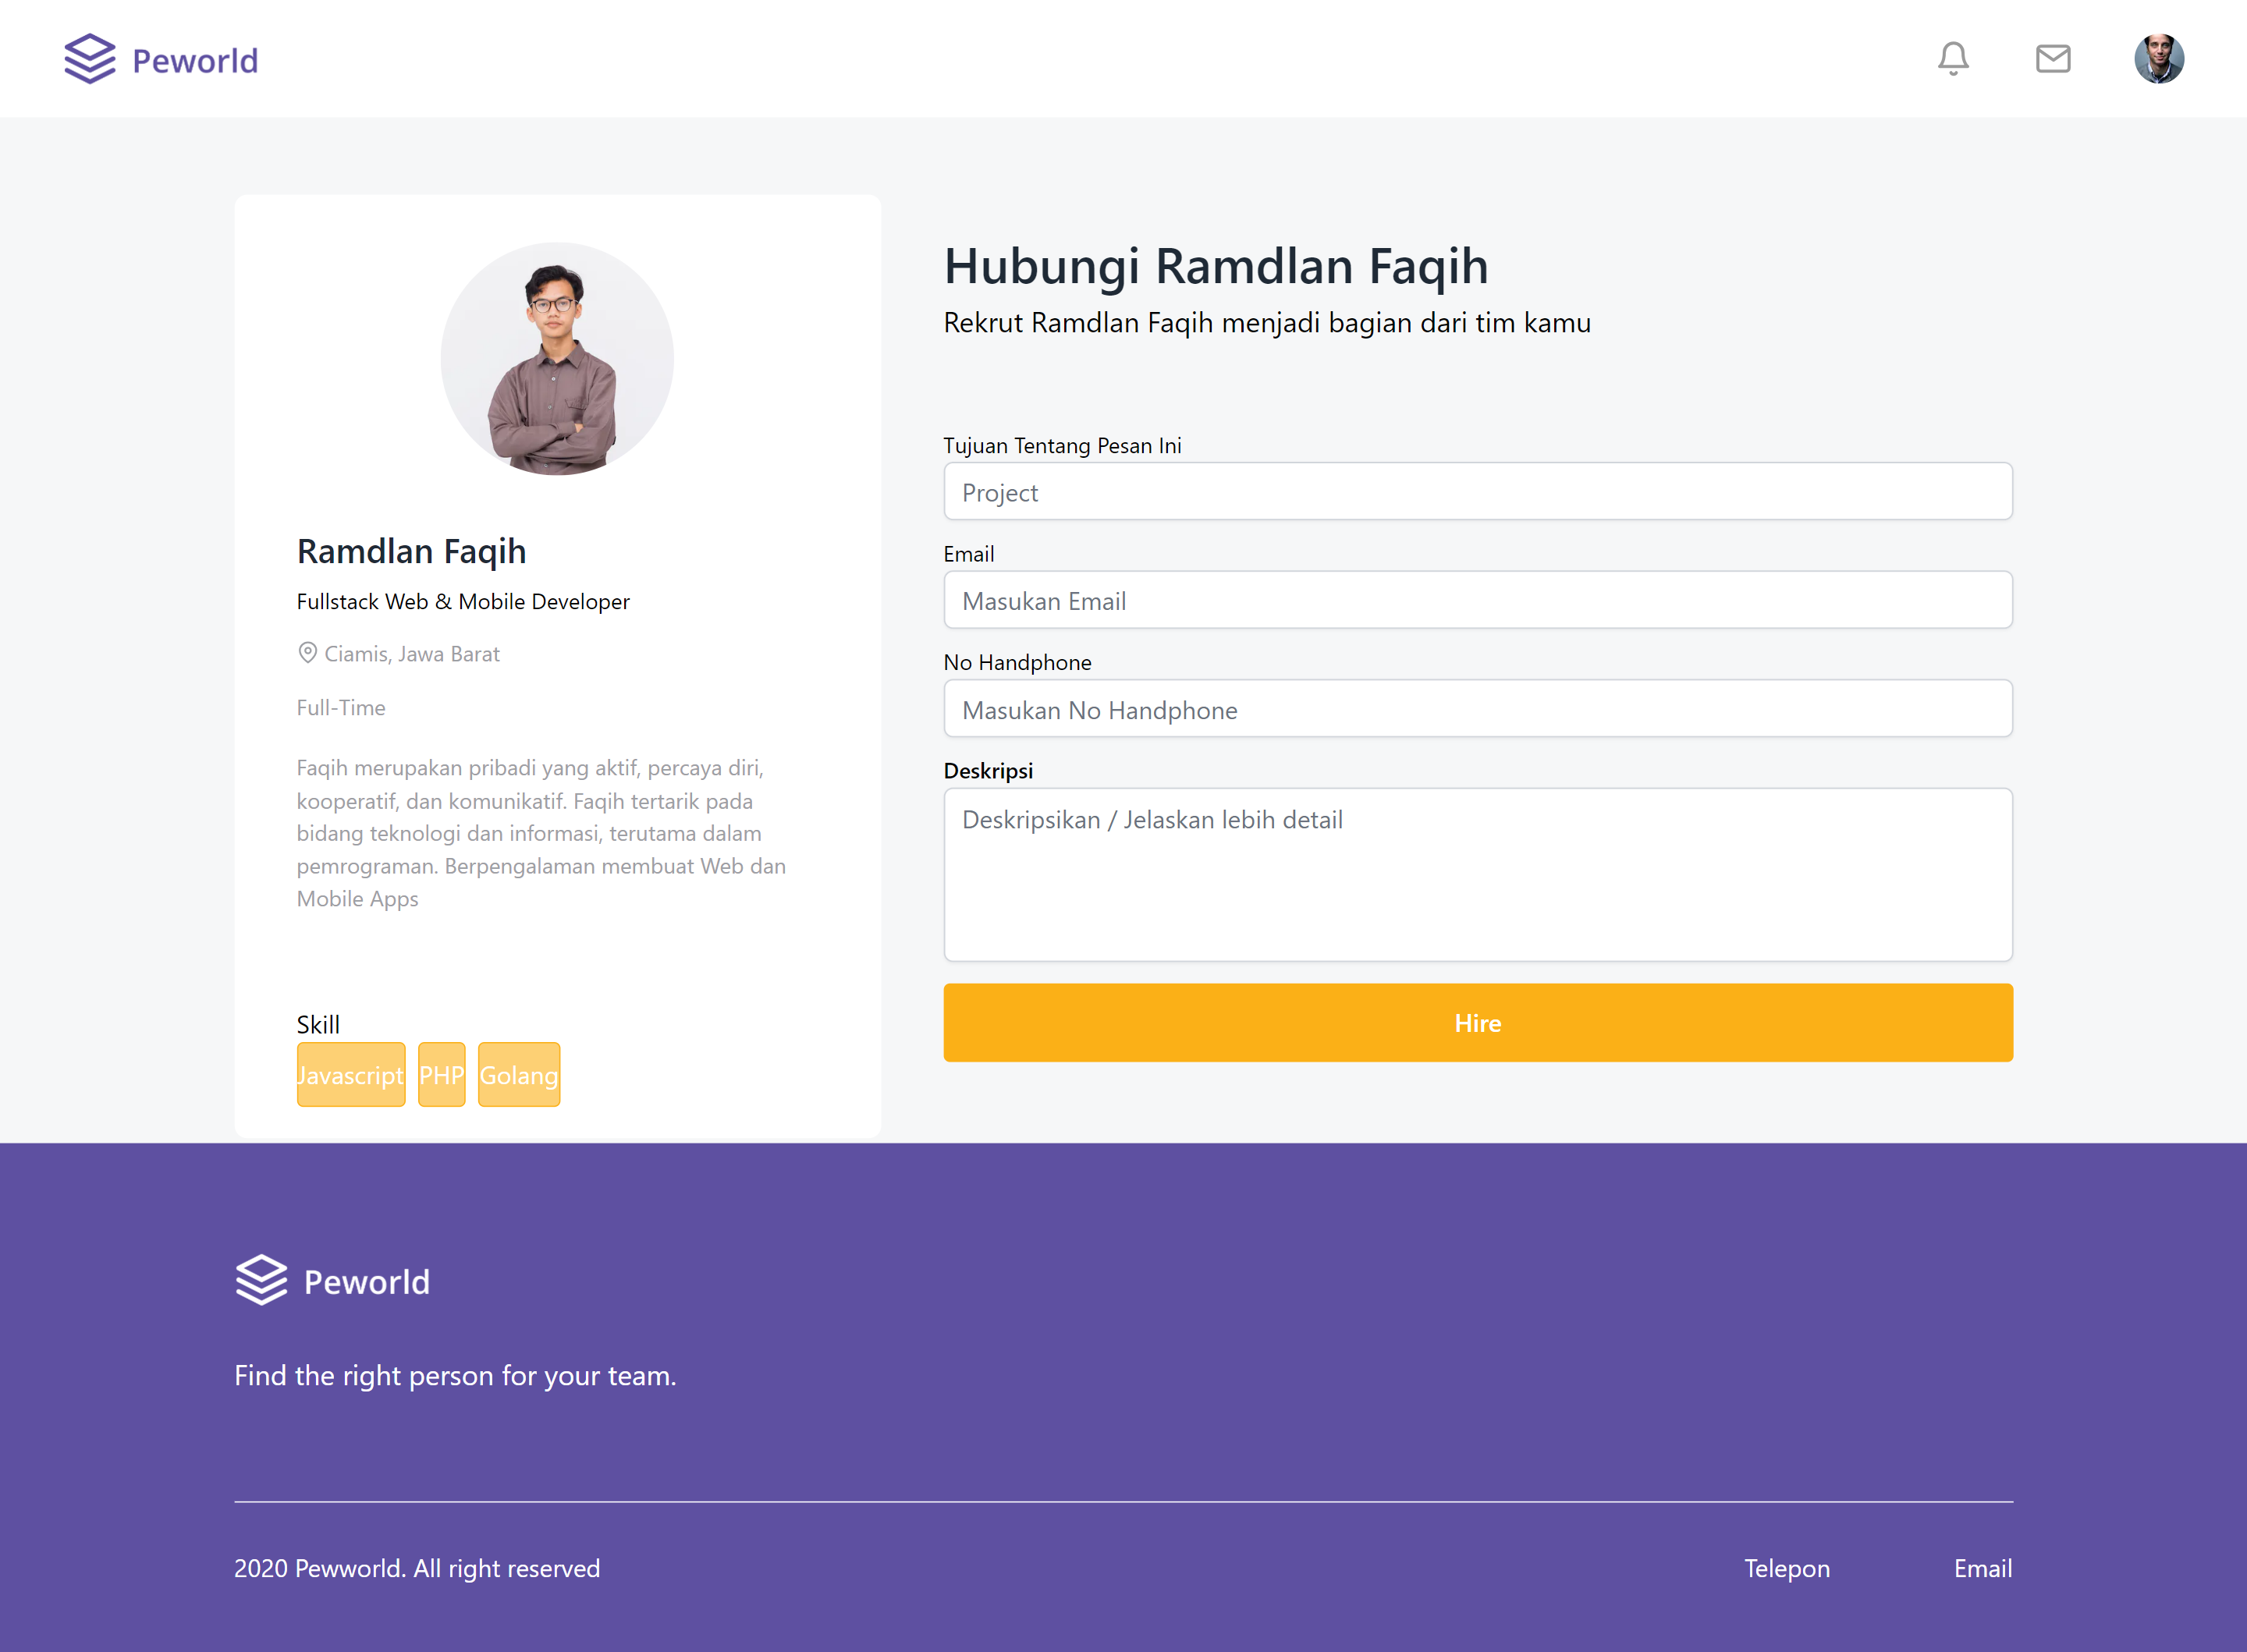 Peworld
Hubungi Ramdlan Faqih
Rekrut Ramdlan Faqih menjadi bagian dari tim kamu
Ramdlan Faqih
Fullstack Web & Mobile Developer
Ciamis, Jawa Barat
Full-Time
Faqih merupakan pribadi yang aktif, percaya diri,
kooperatif, dan komunikatif. Faqih tertarik pada
bidang teknologi dan informasi, terutama dalam
pemrograman. Berpengalaman membuat Web dan
Mobile Apps
Skill
Javascript PHP Golang
Tujuan Tentang Pesan Ini
Project
Email
Masukan Email
No Handphone
Masukan No Handphone
Deskripsi
Deskripsikan / Jelaskan lebih detail
Hire
Peworld
Find the right person for your team.
2020 Pewworld. All right reserved
Telepon
Email